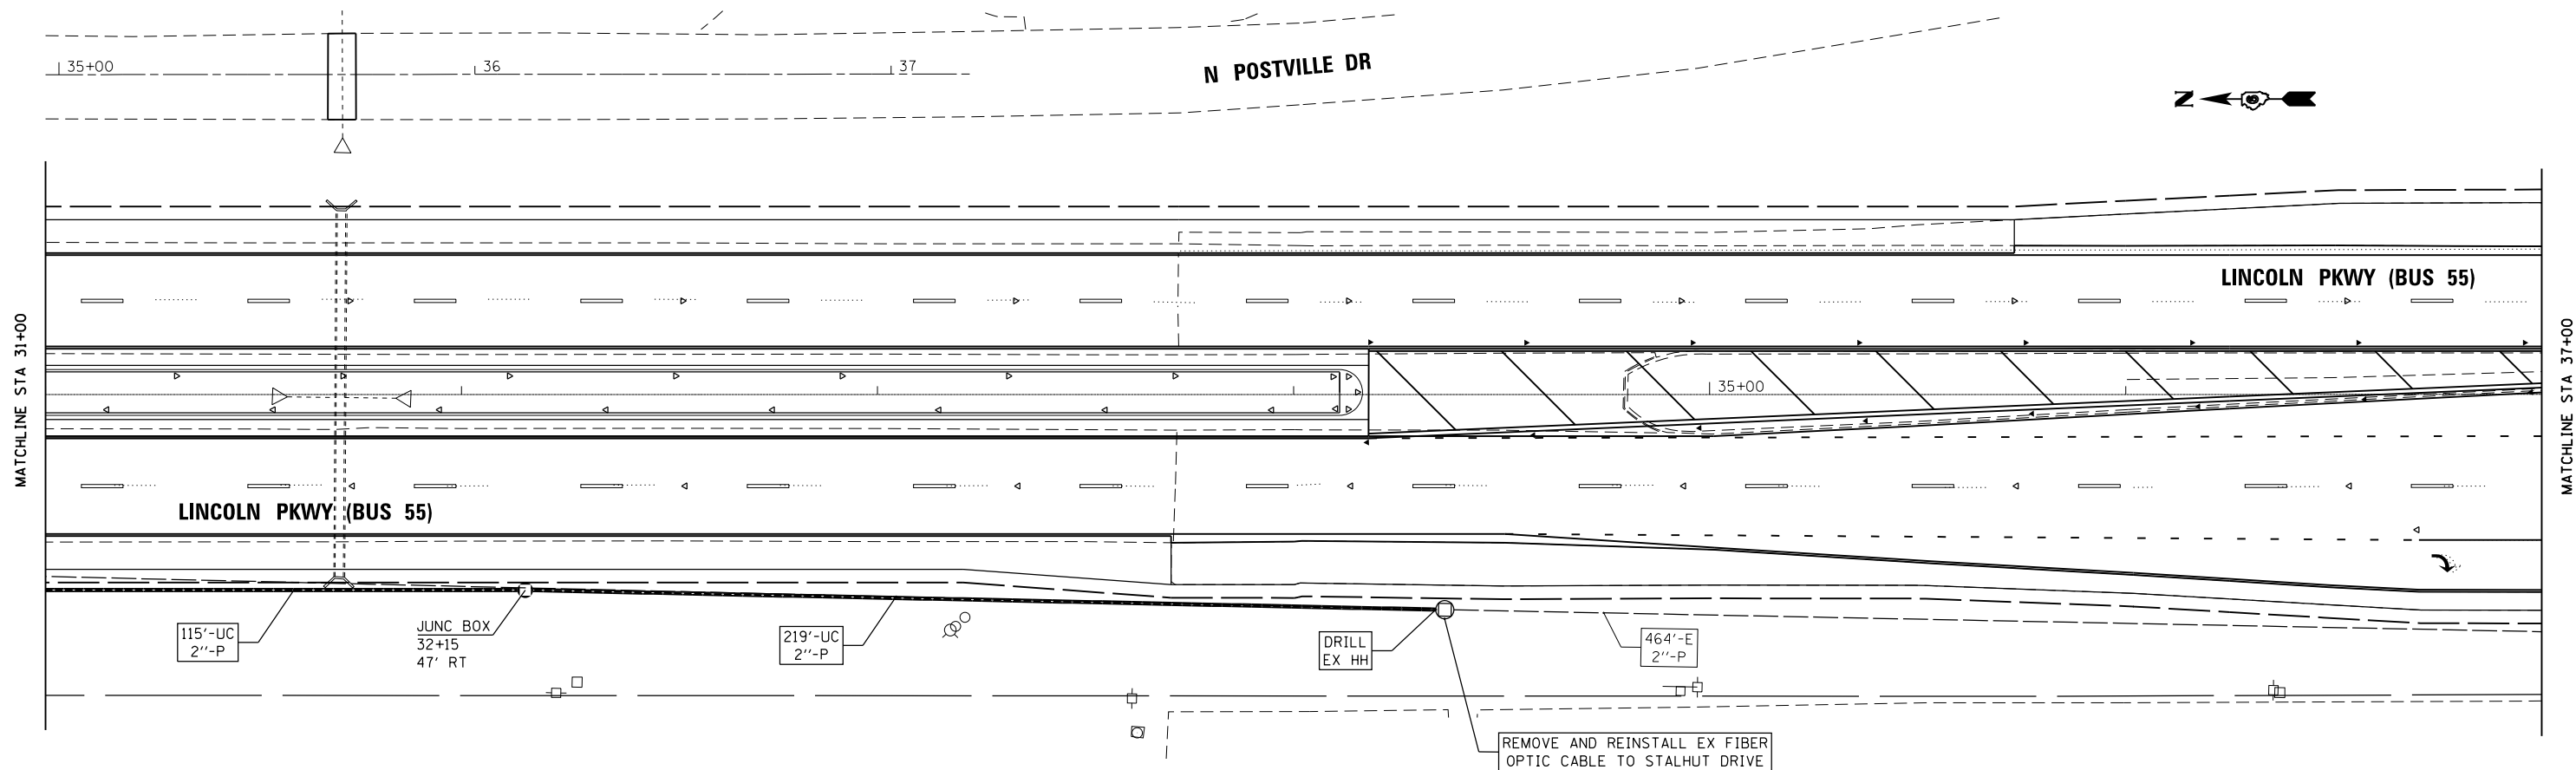 35+00
36
37
N POSTVILLE DR
N
LINCOLN PKWY (BUS 55)
MATCHLINE STA 31+00
MATCHLINE STA 37+00
35+00
LINCOLN PKWY (BUS 55)
115'-UC
2''-P
JUNC BOX
32+15
47' RT
219'-UC
2''-P
DRILL
EX HH
464'-E
2''-P
REMOVE AND REINSTALL EX FIBER
OPTIC CABLE TO STALHUT DRIVE